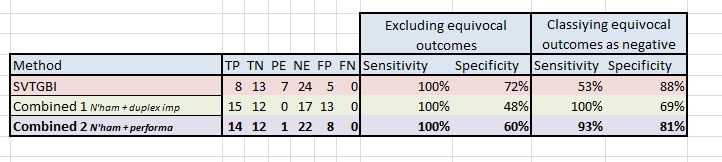 Excluding equivocal outcomes Classiying equivocal outcomes as negative
Method TP TN PE NE FP FN Sensitivity Specificity Sensitivity Specificity
SVTGBI 8 13 7 24 5 0 100% 72% 53% 88%
Combined 1 N'ham + duplex imp 15 12 0 17 13 0 100% 48% 100% 69%
Combined 2 N'ham + performa 14 12 1 22 8 0 100% 60% 93% 81%